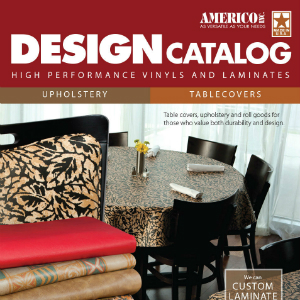 AMERICO INC.
AS VERSATILE AS YOUR NEEDS
DESIGN CATALOG
HIGH PERFORMANCE VINYLS AND LAMINATES
UPHOLSTERY
TABLECOVERS
Table covers, upholstery and roll goods for
those who value both durability and design.
We can
CUSTOM
LAMINATE